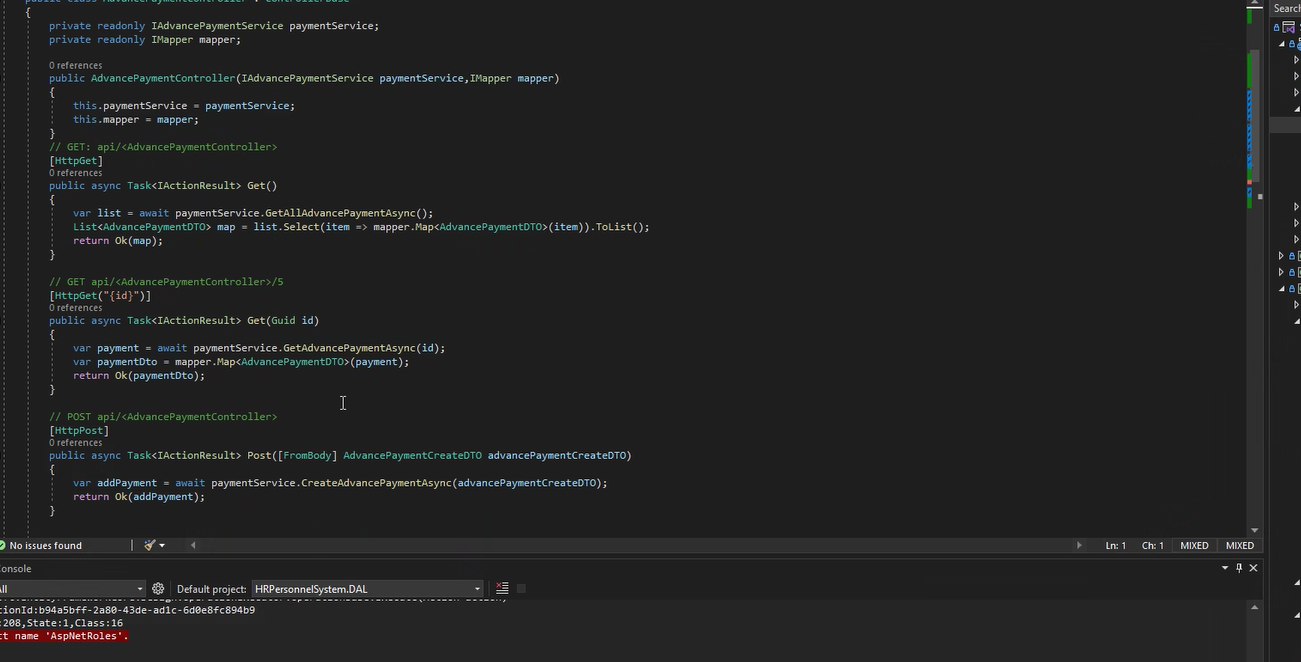 {
private readonly IAdvancePaymentService paymentService;
private readonly IMapper mapper;
0 references
public AdvancePaymentController(IAdvancePaymentService paymentService,IMapper mapper)
{
this.paymentService = paymentService;
this.mapper = mapper;
}
// GET: api/<AdvancePaymentController>
[HttpGet]
0 references
public async Task<IActionResult> Get()
{
var list = await paymentService.GetAllAdvancePaymentAsync();
List<AdvancePaymentDTO> map = list.Select(item => mapper.Map<AdvancePaymentDTO>(item)).ToList();
return Ok(map);
}
// GET api/<AdvancePaymentController>/5
[HttpGet("{id}")]
0 references
public async Task<IActionResult> Get(Guid id)
{
var payment = await paymentService.GetAdvancePaymentAsync(id);
var paymentDto = mapper.Map<AdvancePaymentDTO>(payment);
return Ok(paymentDto);
}
// POST api/<AdvancePaymentController>
[HttpPost]
0 references
public async Task<IActionResult> Post([FromBody] AdvancePaymentCreateDTO advancePaymentCreateDTO)
{
var addPayment = await paymentService.CreateAdvancePaymentAsync(advancePaymentCreateDTO);
return Ok(addPayment);
}
Search
No issues found
Ln: 1 Ch: 1 MIXED MIXED
onsole
ll Default project: HRPersonnelSystem.DAL
tionId:b94a5bff-2a80-43de-ad1c-6d0e8fc894b9
:208,State:1,Class:16
ct name 'AspNetRoles'.